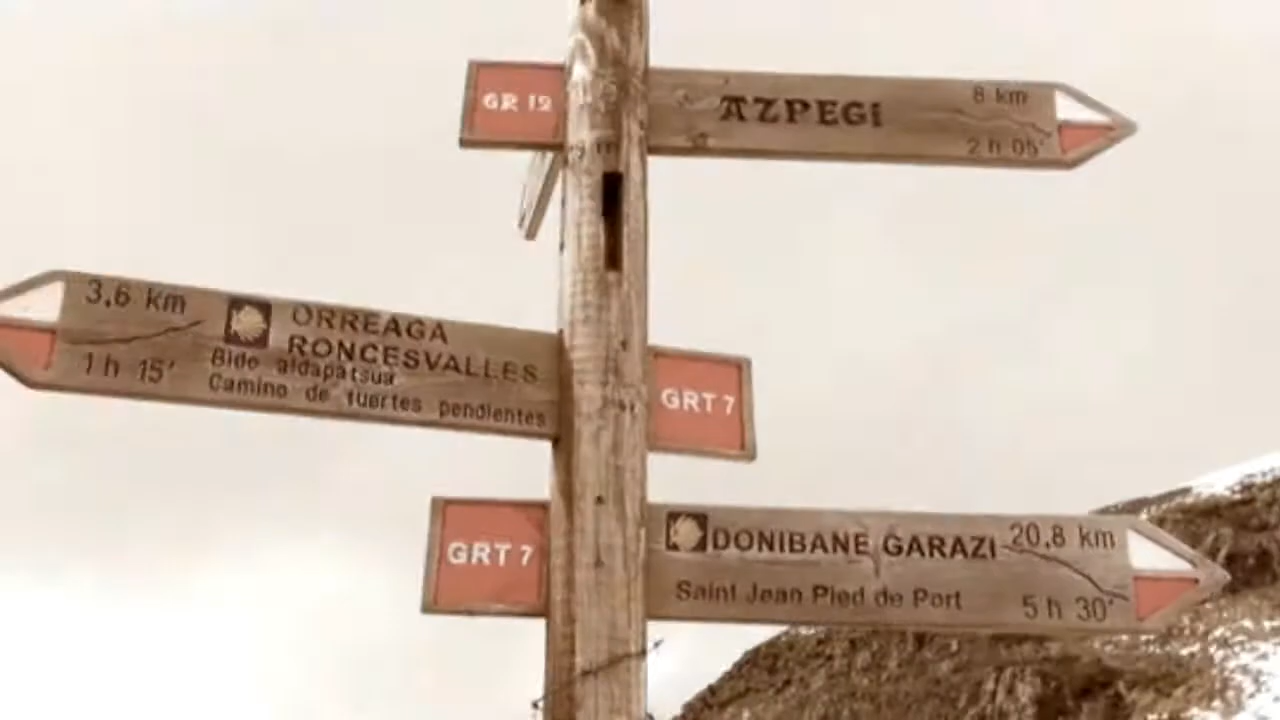 GR 12
AZPEGI
8 km
2 h 05'
3,6 km
1 h 15'
ORREAGA
RONCESVALLES
Bide aldapatsua
Camino de fuertes pendientes
GRT 7
GRT 7
DONIBANE GARAZI
20,8 km
Saint Jean Pied de Port
5 h 30'